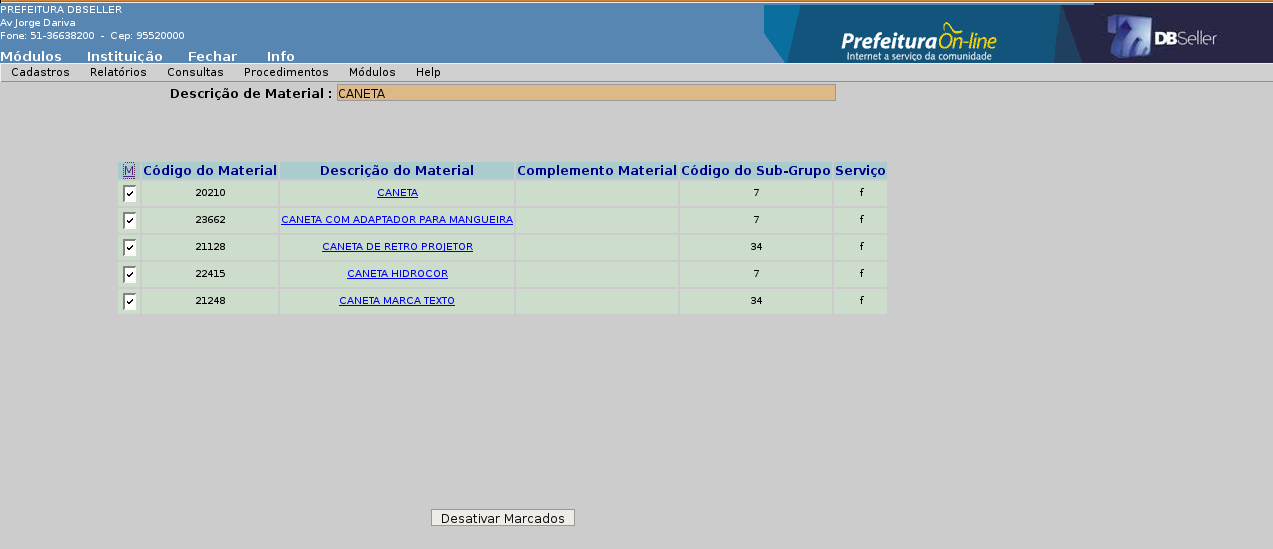 PREFEITURA DBSELLER
Av Jorge Dariva
Fone: 51-36638200 - Cep: 95520000
Prefeitura On-line
Internet a serviço da comunidade
DBSeller
Módulos Instituição Fechar Info
Cadastros Relatórios Consultas Procedimentos Módulos Help
Descrição de Material : CANETA
M Código do Material Descrição do Material Complemento Material Código do Sub-Grupo Serviço
20210 CANETA 7 f
23662 CANETA COM ADAPTADOR PARA MANGUEIRA 7 f
21128 CANETA DE RETRO PROJETOR 34 f
22415 CANETA HIDROCOR 7 f
21248 CANETA MARCA TEXTO 34 f
Desativar Marcados